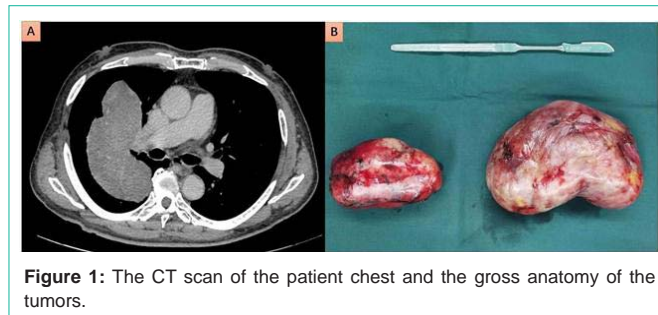 A
B
Figure 1: The CT scan of the patient chest and the gross anatomy of the
tumors.